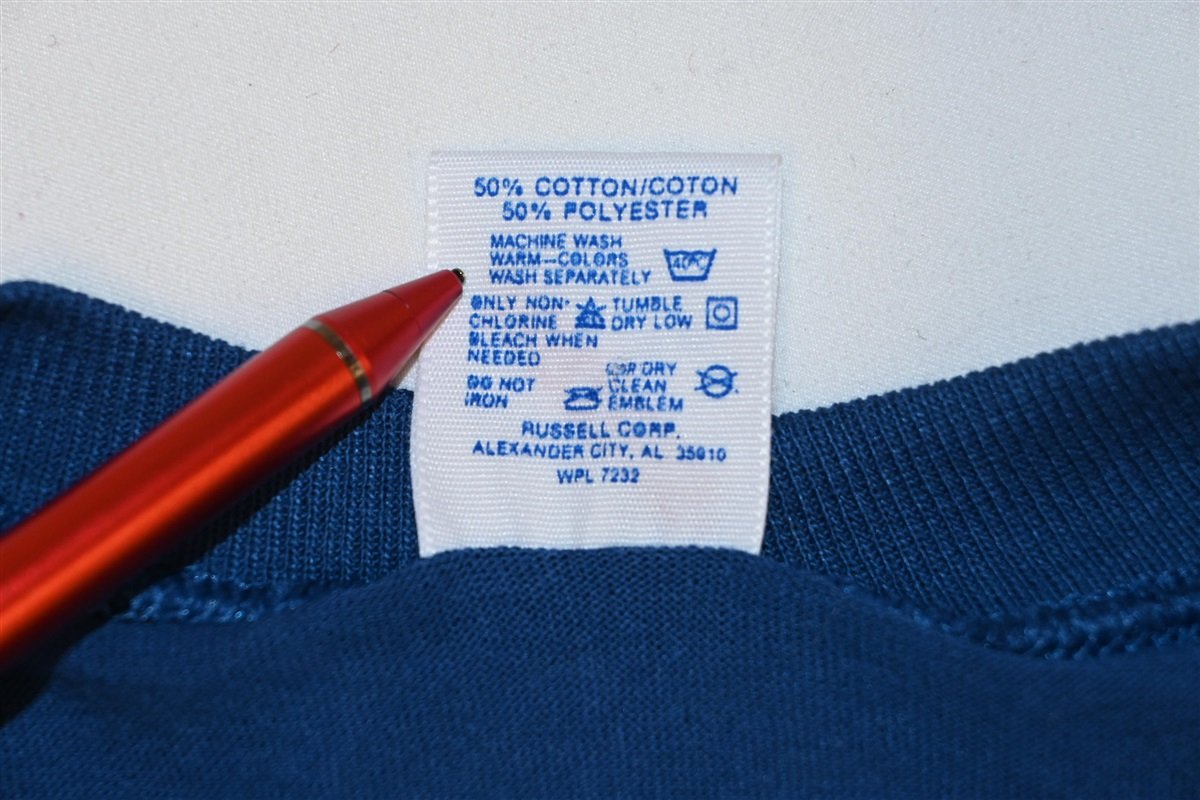 50% COTTON/COTON
50% POLYESTER
MACHINE WASH
WARM-COLORS
WASH SEPARATELY
40°C
ONLY NON-
CHLORINE
BLEACH WHEN
NEEDED
TUMBLE
DRY LOW
DO NOT
IRON
DRY
CLEAN
EMBLEM
RUSSELL CORP.
ALEXANDER CITY, AL 35010
WPL 7232